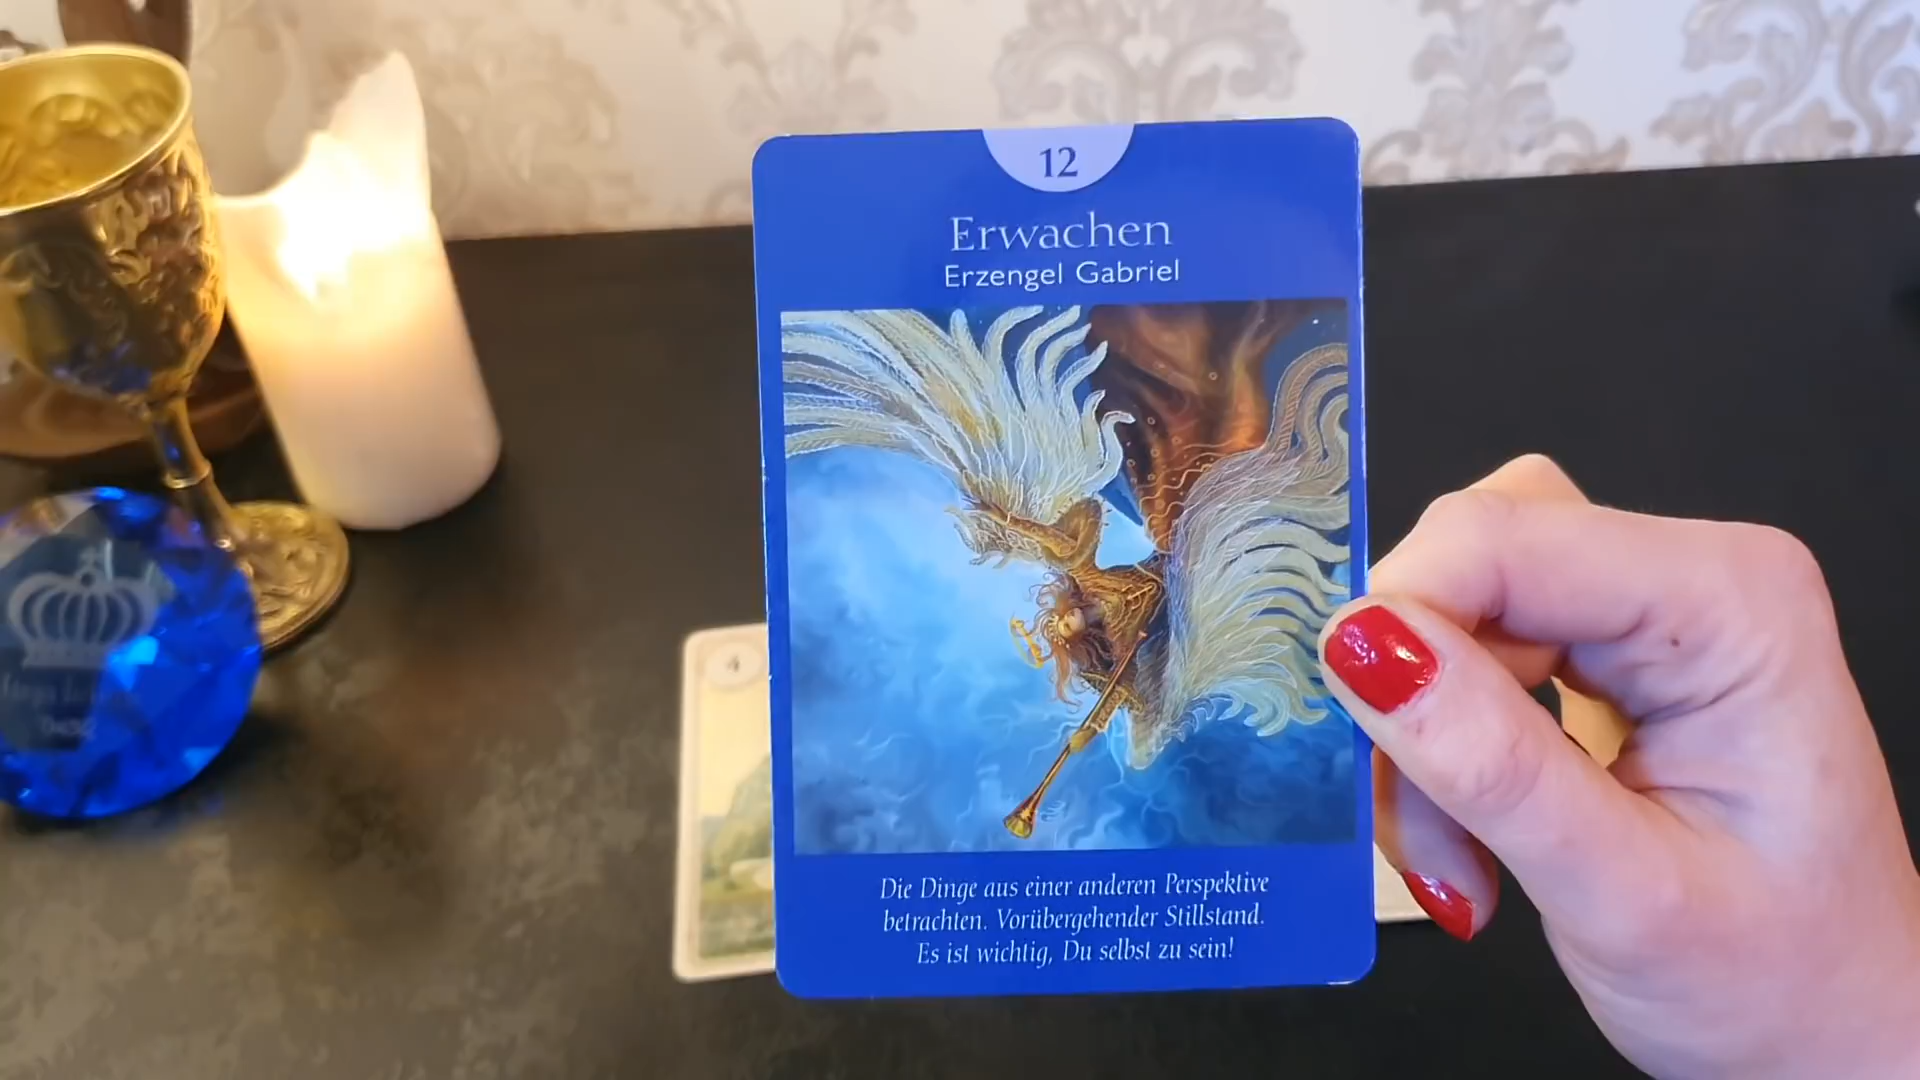 12
Erwachen
Erzengel Gabriel
4
Die Dinge aus einer anderen Perspektive
betrachten. Vorübergehender Stillstand.
Es ist wichtig, Du selbst zu sein!